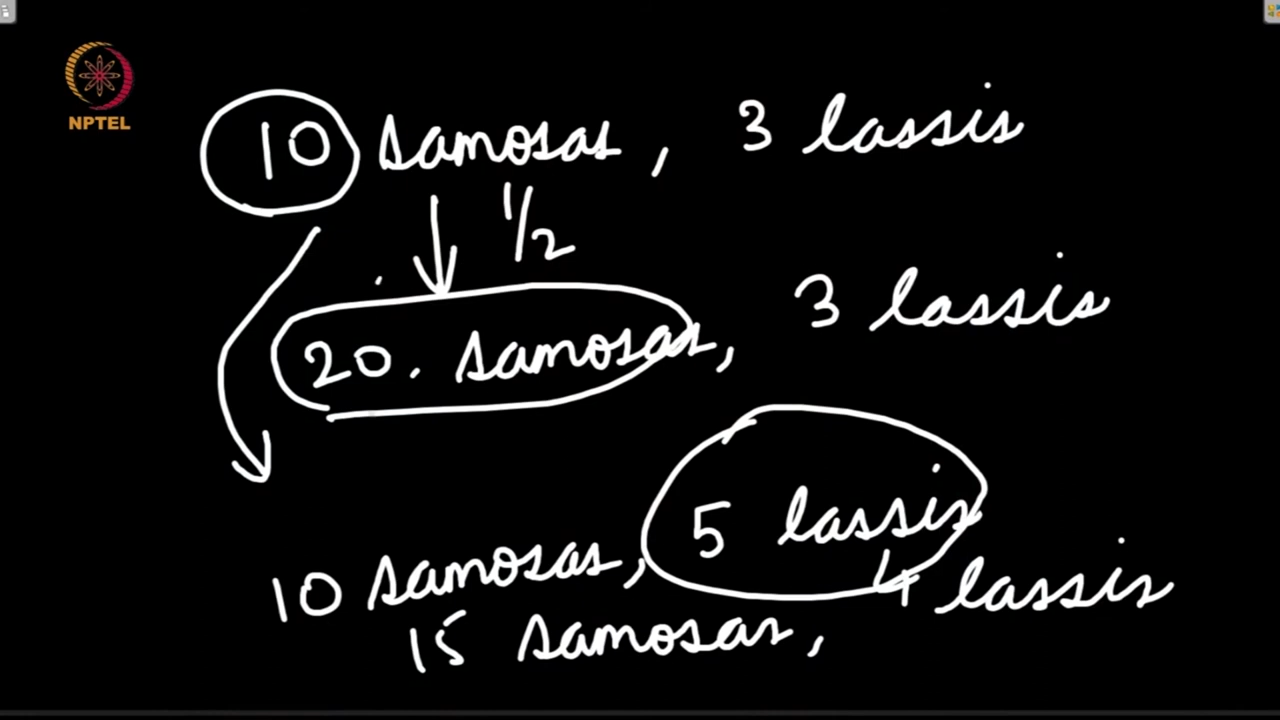 NPTEL
10 samosas, 3 lassis
1/2
20. samosas, 3 lassis
10 samosas, 5 lassis
15 samosas, 4 lassis